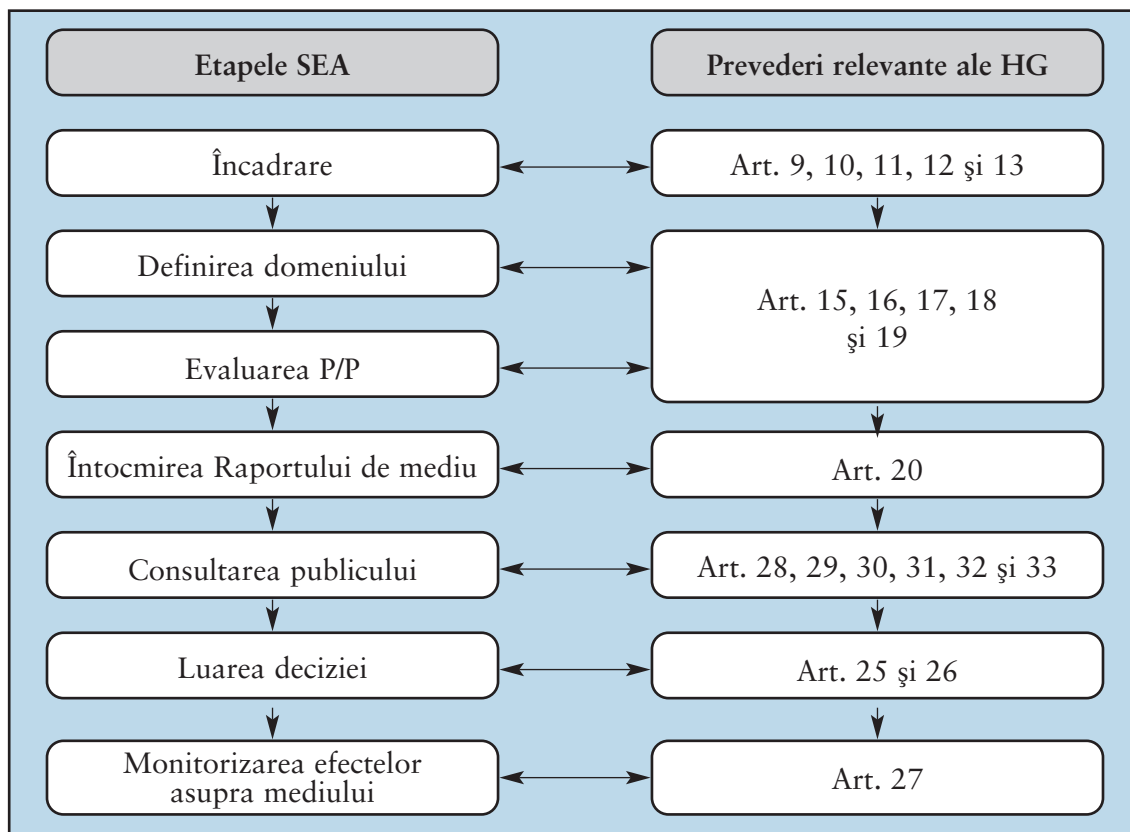 Etapele SEA
Prevederi relevante ale HG
Încadrare
Art. 9, 10, 11, 12 şi 13
Definirea domeniului
Art. 15, 16, 17, 18
şi 19
Evaluarea P/P
Întocmirea Raportului de mediu
Art. 20
Consultarea publicului
Art. 28, 29, 30, 31, 32 şi 33
Luarea deciziei
Art. 25 şi 26
Monitorizarea efectelor
asupra mediului
Art. 27